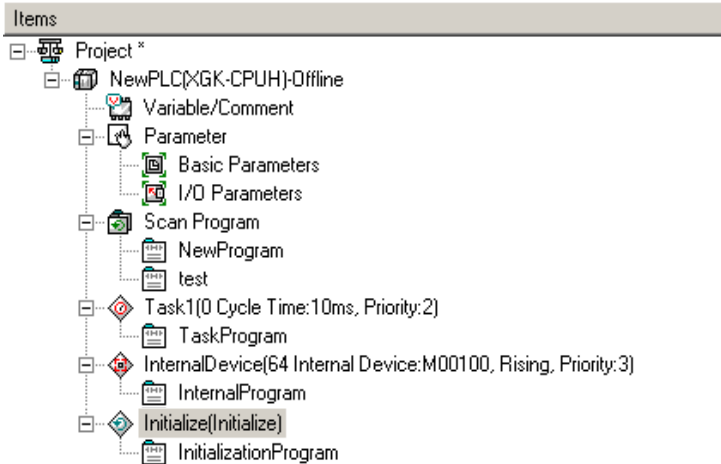 Items
Project *
NewPLC(XGK-CPUH)-Offline
Variable/Comment
Parameter
Basic Parameters
I/O Parameters
Scan Program
NewProgram
test
Task1(0 Cycle Time:10ms, Priority:2)
TaskProgram
InternalDevice(64 Internal Device:M00100, Rising, Priority:3)
InternalProgram
Initialize(Initialize)
InitializationProgram